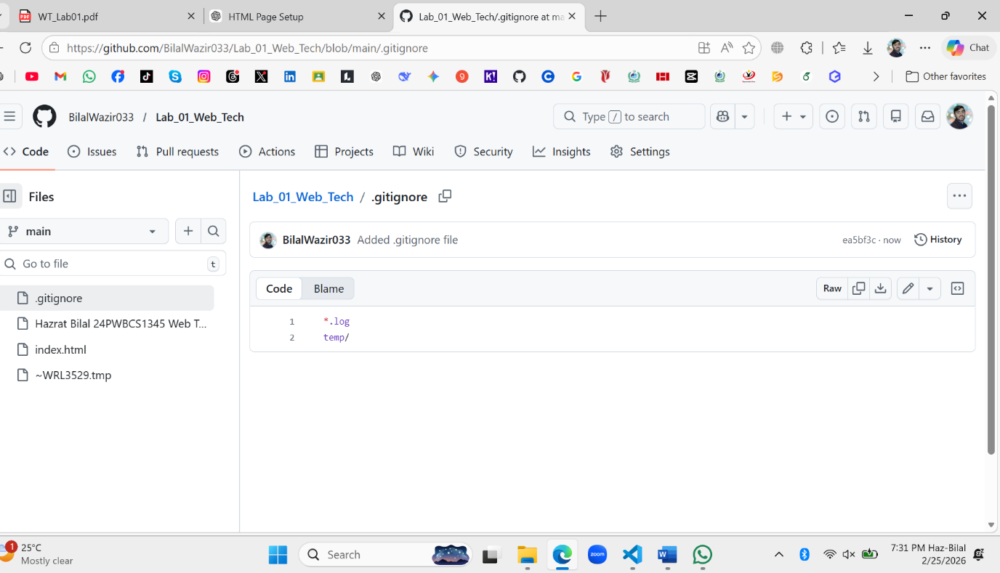 WT_Lab01.pdf
HTML Page Setup
Lab_01_Web_Tech/.gitignore at ma
https://github.com/BilalWazir033/Lab_01_Web_Tech/blob/main/.gitignore
Chat
Other favorites
BilalWazir033 / Lab_01_Web_Tech
Type / to search
Code
Issues
Pull requests
Actions
Projects
Wiki
Security
Insights
Settings
Files
main
Go to file
t
.gitignore
Hazrat Bilal 24PWBCS1345 Web T...
index.html
~WRL3529.tmp
Lab_01_Web_Tech / .gitignore
BilalWazir033 Added .gitignore file
ea5bf3c · now
History
Code
Blame
Raw
1 *.log
2 temp/
1
25°C
Mostly clear
Search
zoom
7:31 PM Haz-Bilal
2/25/2026